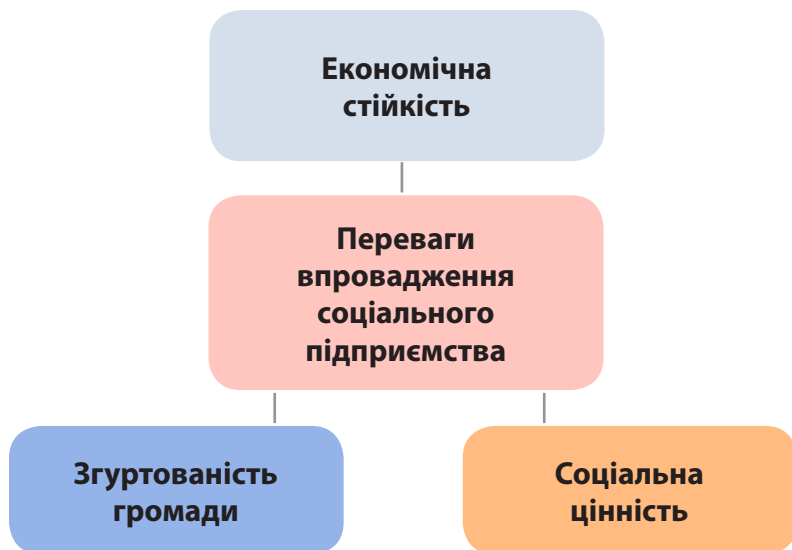 Економічна
стійкість
Переваги
впровадження
соціального
підприємства
Згуртованість
громади
Соціальна
цінність